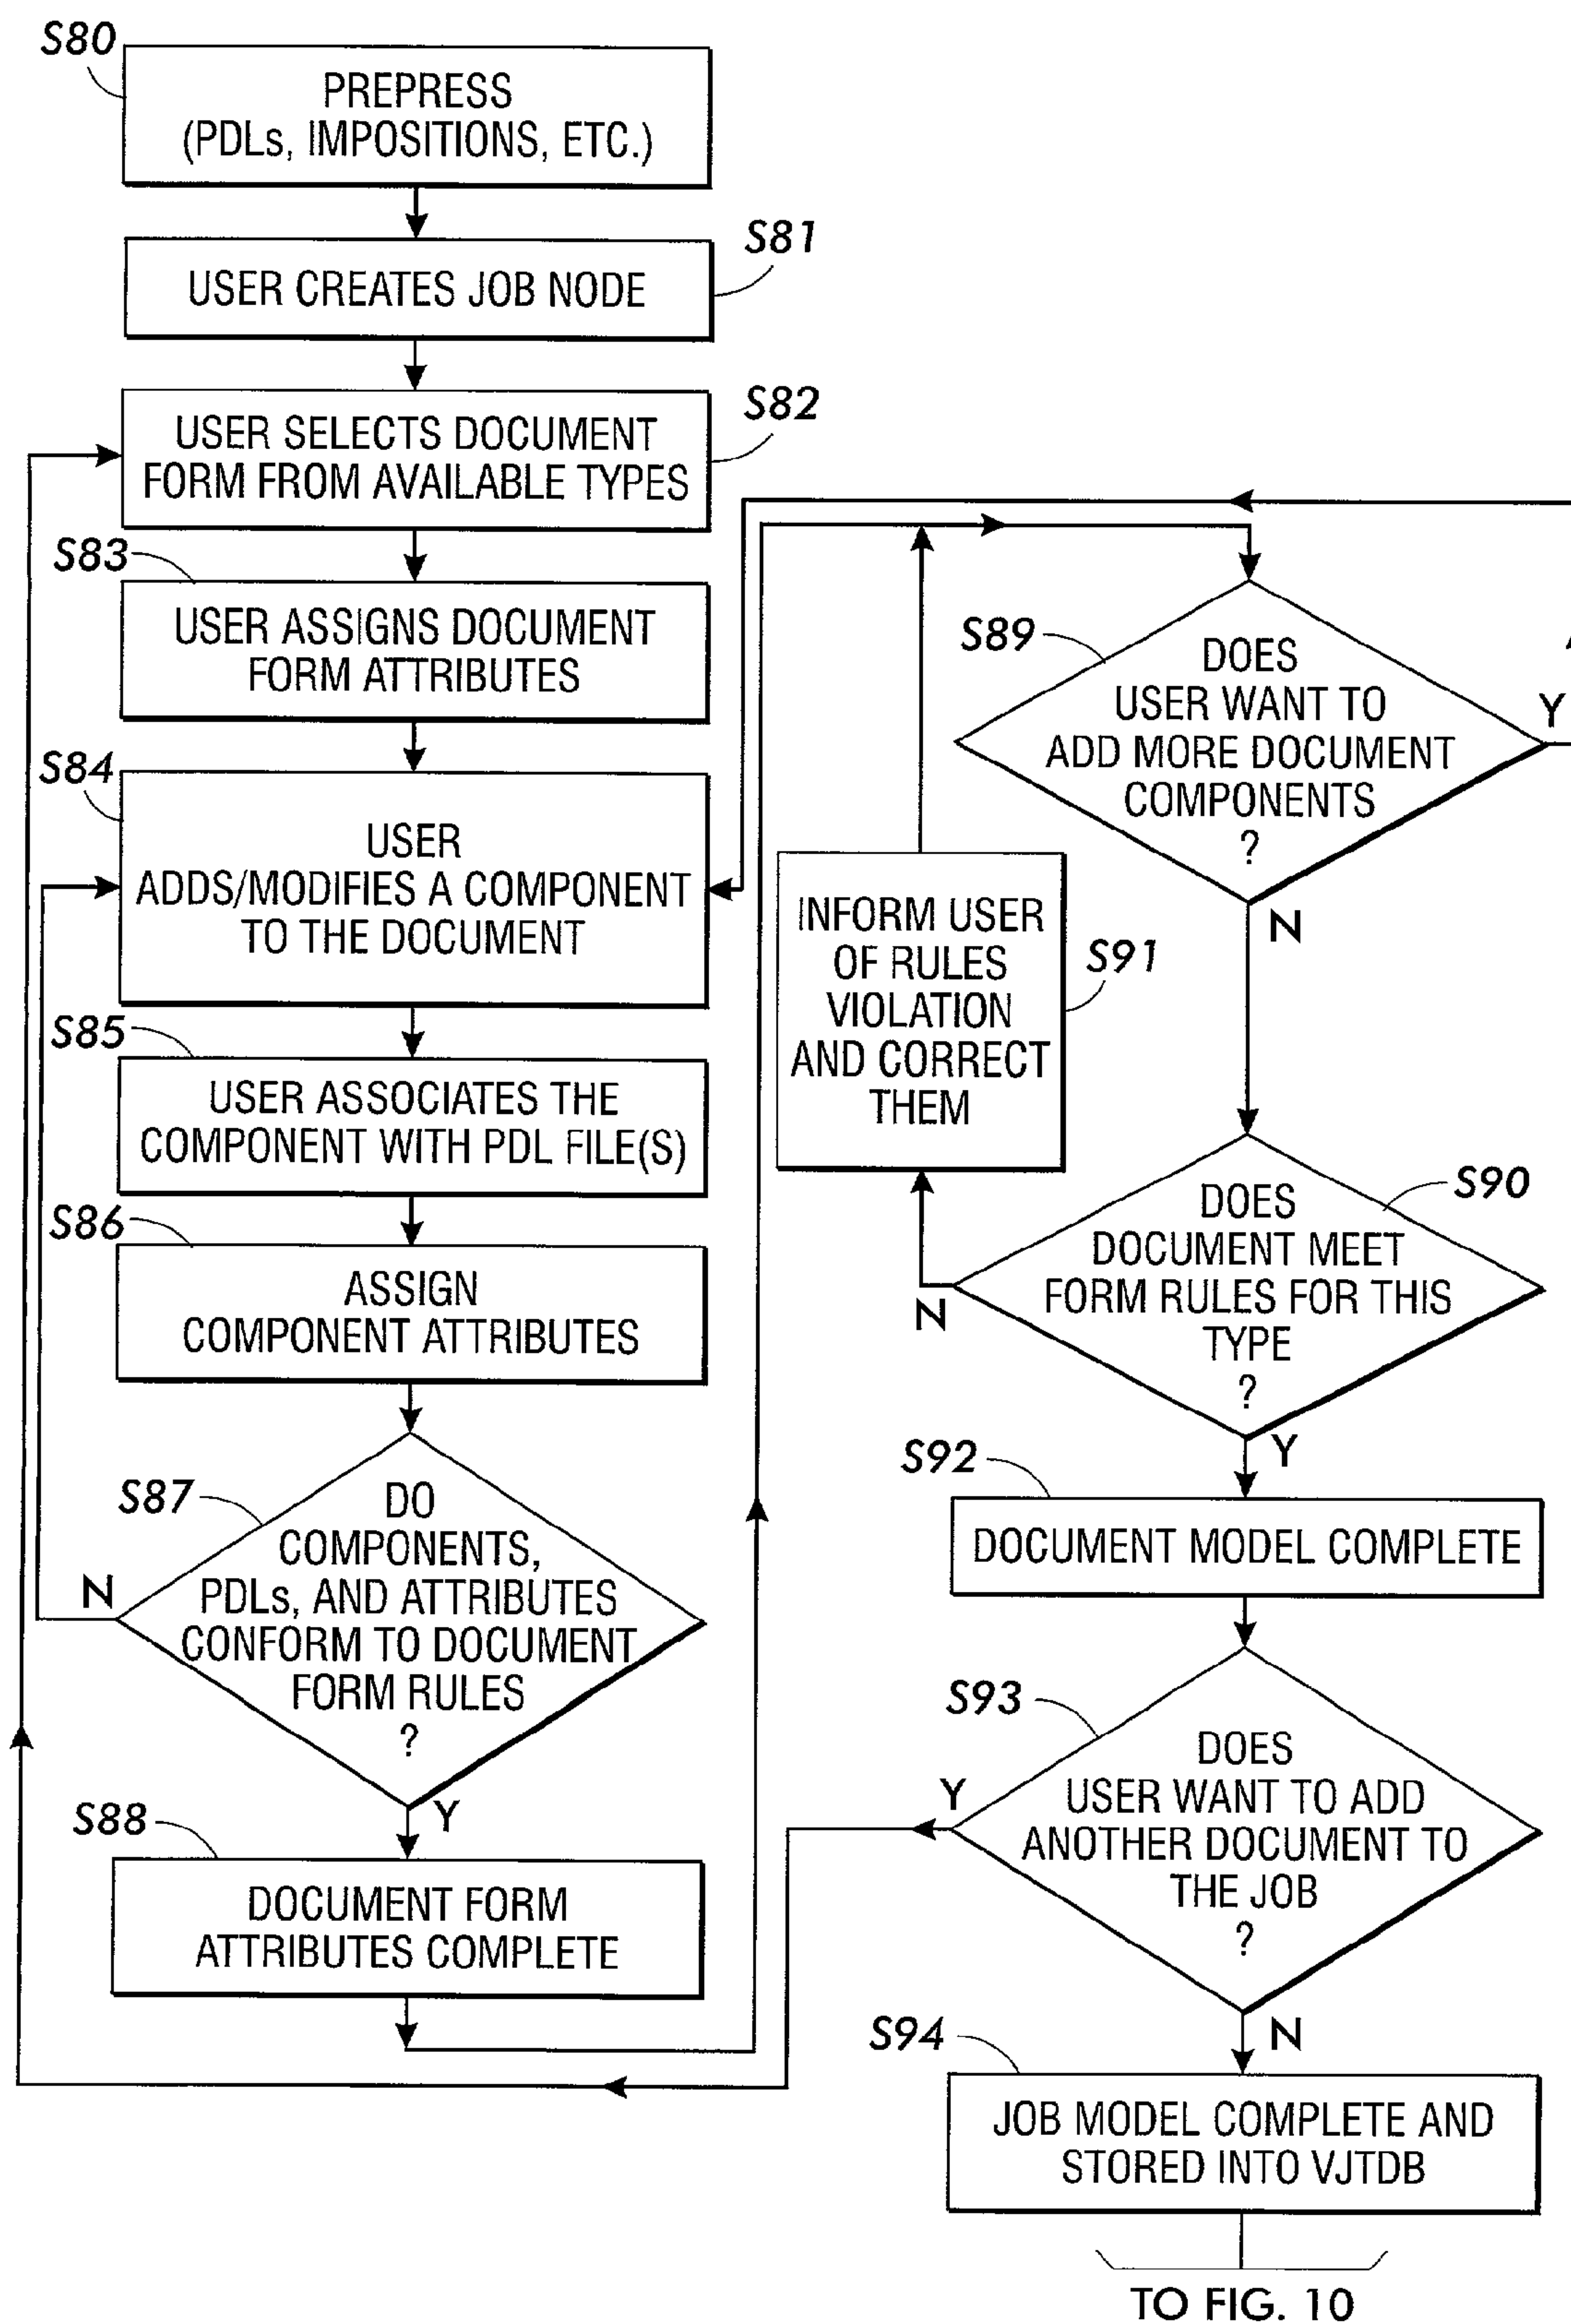 S80
PREPRESS
(PDLs, IMPOSITIONS, ETC.)
S81
USER CREATES JOB NODE
S82
USER SELECTS DOCUMENT
FORM FROM AVAILABLE TYPES
S83
USER ASSIGNS DOCUMENT
FORM ATTRIBUTES
S84
USER
ADDS/MODIFIES A COMPONENT
TO THE DOCUMENT
S85
USER ASSOCIATES THE
COMPONENT WITH PDL FILE(S)
S86
ASSIGN
COMPONENT ATTRIBUTES
S87
DO
COMPONENTS,
PDLs, AND ATTRIBUTES
CONFORM TO DOCUMENT
FORM RULES
?
N
Y
S88
DOCUMENT FORM
ATTRIBUTES COMPLETE
S89
DOES
USER WANT TO
ADD MORE DOCUMENT
COMPONENTS
?
Y
N
S91
INFORM USER
OF RULES
VIOLATION
AND CORRECT
THEM
S90
DOES
DOCUMENT MEET
FORM RULES FOR THIS
TYPE
?
N
Y
S92
DOCUMENT MODEL COMPLETE
S93
DOES
USER WANT TO ADD
ANOTHER DOCUMENT TO
THE JOB
?
Y
N
S94
JOB MODEL COMPLETE AND
STORED INTO VJTDB
TO FIG. 10